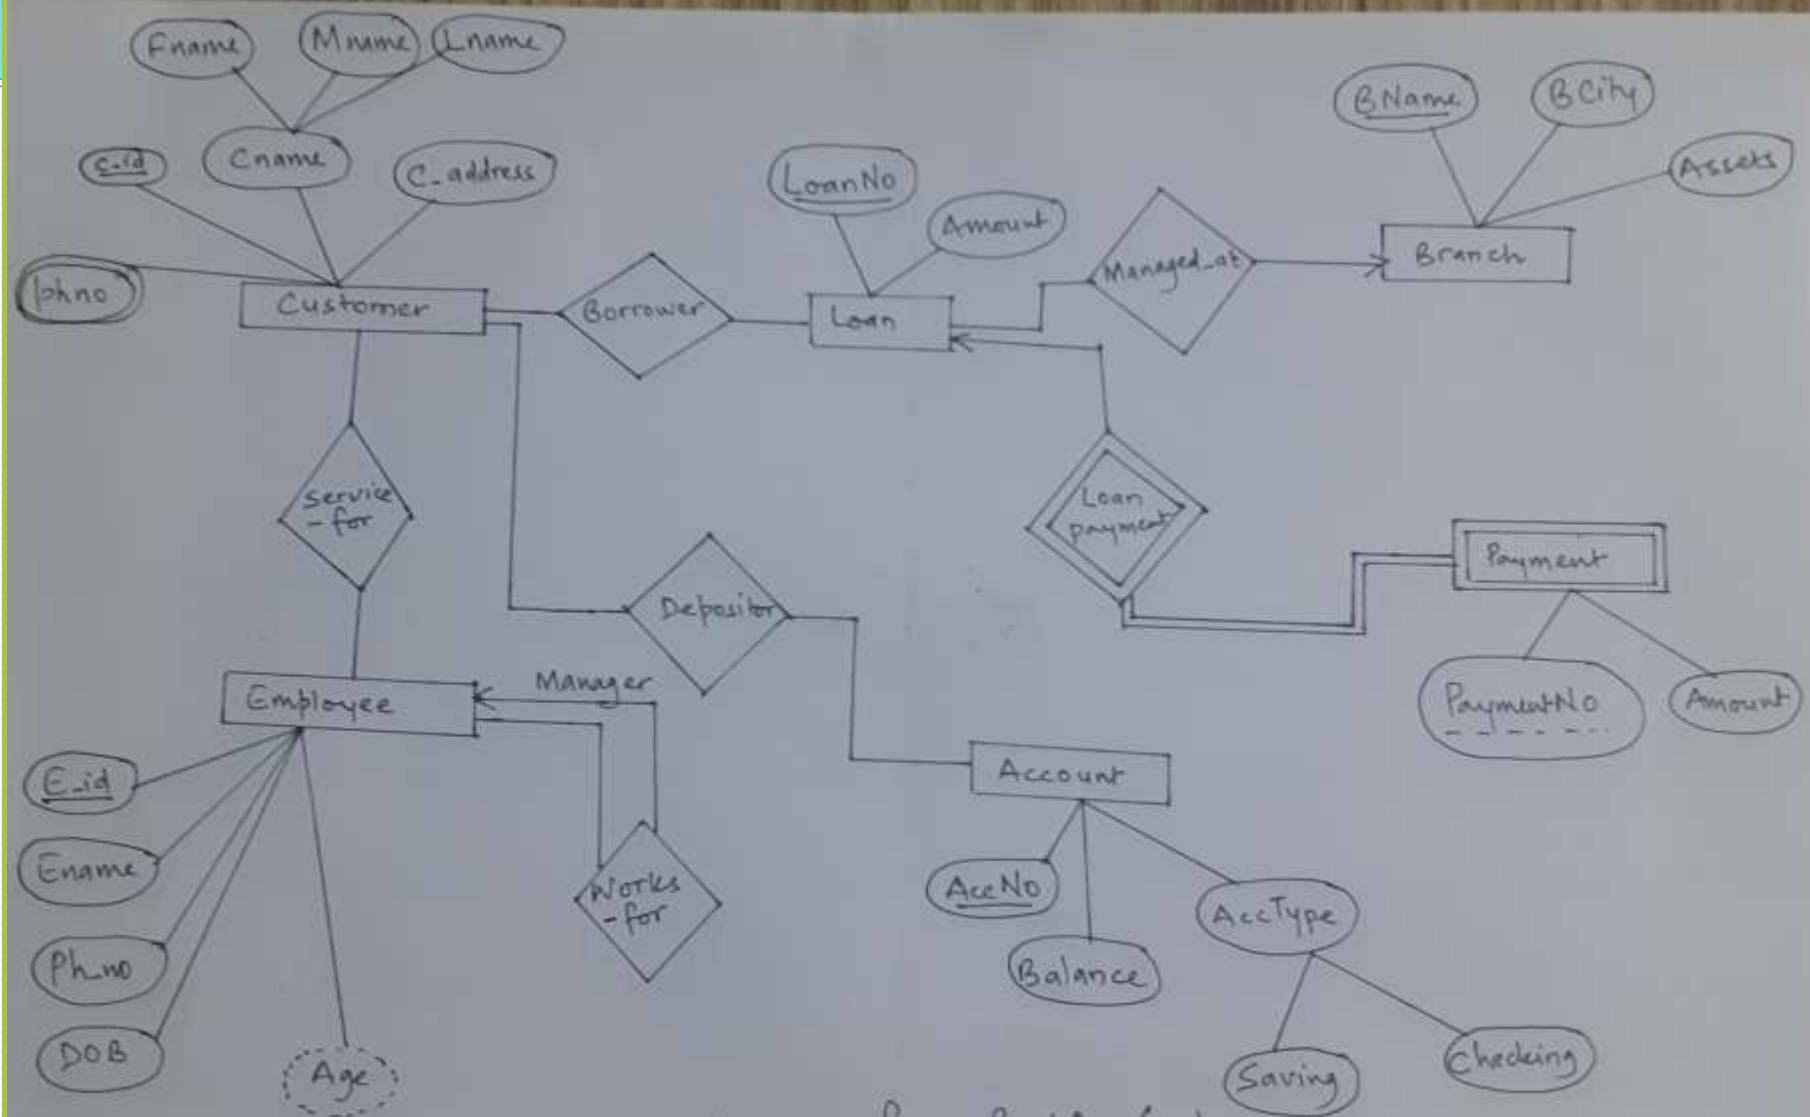 Fname
Mname
Lname
C_id
Cname
C_address
phno
Customer
Borrower
LoanNo
Amount
Loan
Managed_at
BName
BCity
Assets
Branch
Service
-for
Depositor
Loan
payment
Payment
PaymentNo
Amount
Employee
Manager
E_id
Ename
Ph_no
DOB
Age
Works
-for
Account
AccNo
Balance
AccType
Saving
Checking